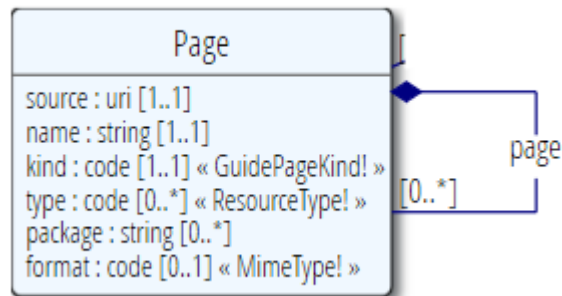 Page
source : uri [1..1]
name : string [1..1]
kind : code [1..1] « GuidePageKind! »
type : code [0..*] « ResourceType! »
package : string [0..*]
format : code [0..1] « MimeType! »
[
page
[0..*]